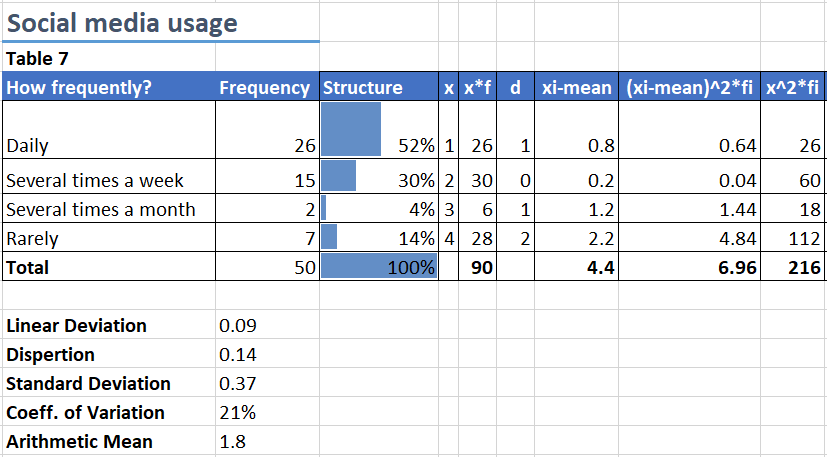 Social media usage
Table 7
How frequently? Frequency Structure x x*f d xi-mean (xi-mean)^2*fi x^2*fi
Daily 26 52% 1 26 1 0.8 0.64 26
Several times a week 15 30% 2 30 0 0.2 0.04 60
Several times a month 2 4% 3 6 1 1.2 1.44 18
Rarely 7 14% 4 28 2 2.2 4.84 112
Total 50 100% 90 4.4 6.96 216
Linear Deviation 0.09
Dispertion 0.14
Standard Deviation 0.37
Coeff. of Variation 21%
Arithmetic Mean 1.8